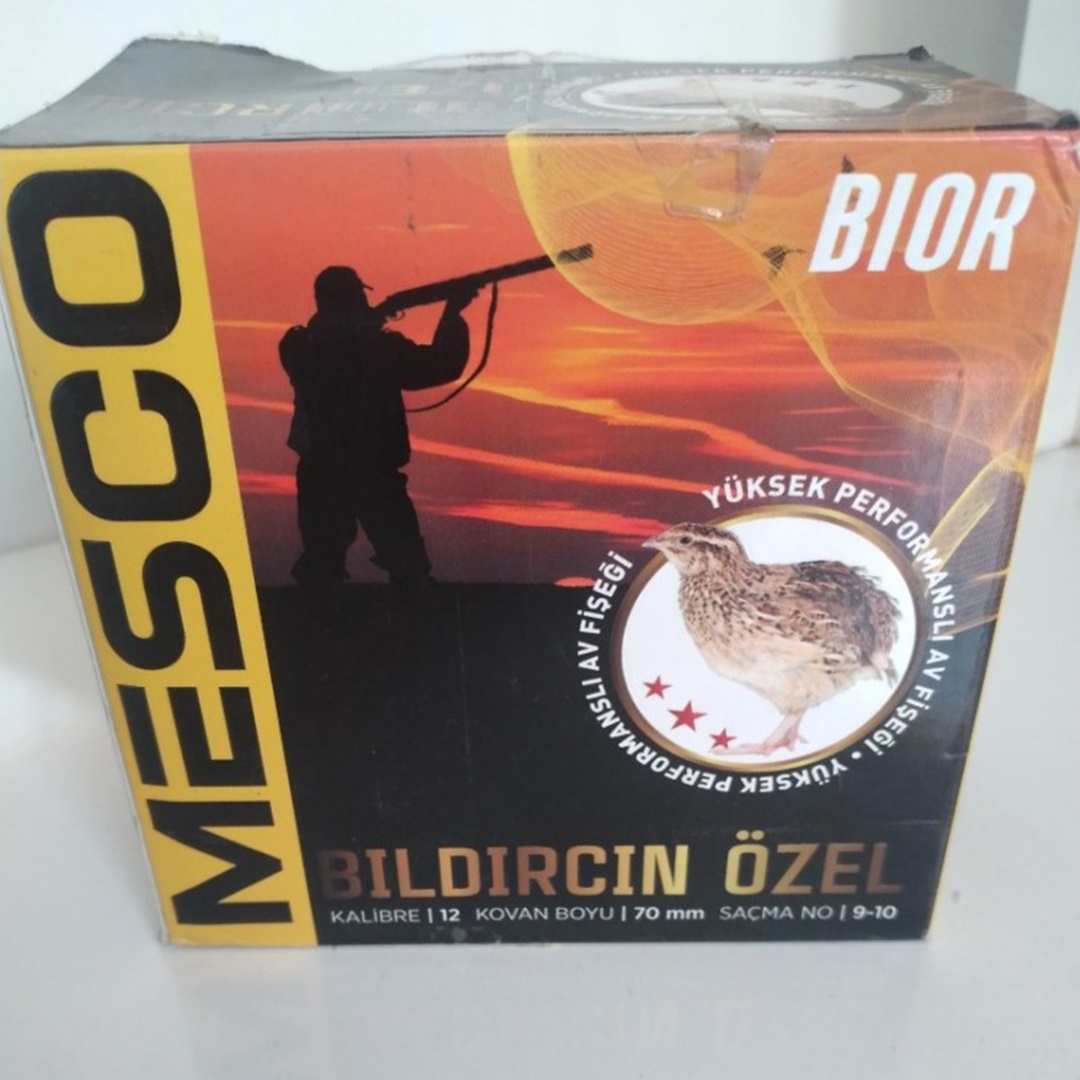 MESCO
BIOR
YÜKSEK PERFORMANSLI AV FİŞEĞİ • YÜKSEK PERFORMANSLI AV FİŞEĞİ
BILDIRCIN ÖZEL
KALİBRE | 12 KOVAN BOYU | 70 mm SAÇMA NO | 9-10